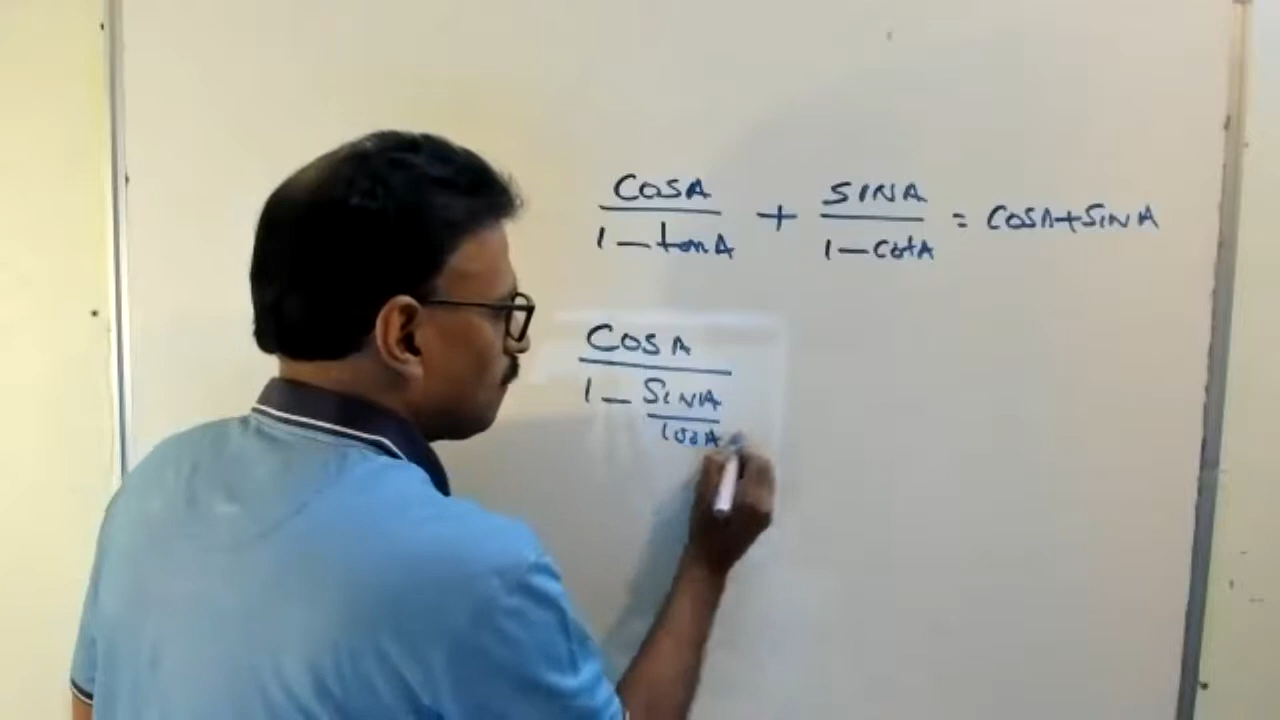 cosA / 1 - tanA + SINA / 1 - cotA = cosA + SINA
COSA / 1 - SINA / cosA